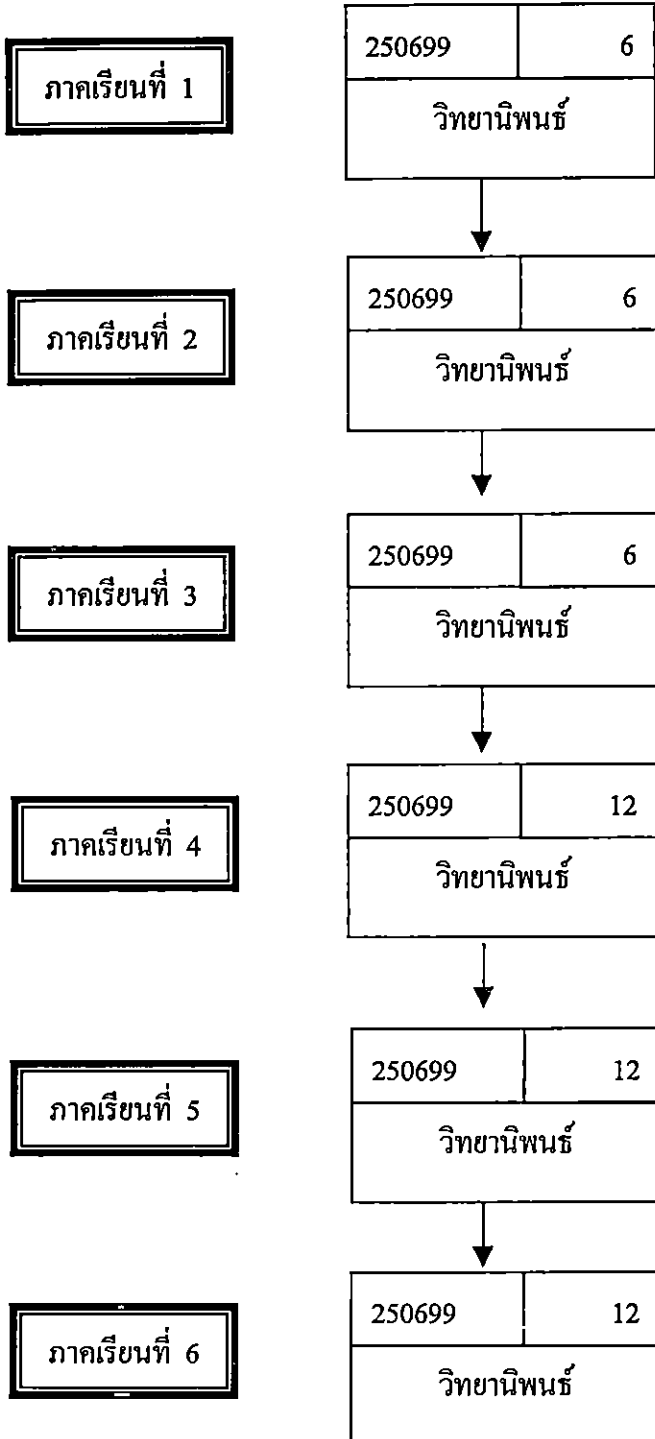 ภาคเรียนที่ 1
250699 6
วิทยานิพนธ์
ภาคเรียนที่ 2
250699 6
วิทยานิพนธ์
ภาคเรียนที่ 3
250699 6
วิทยานิพนธ์
ภาคเรียนที่ 4
250699 12
วิทยานิพนธ์
ภาคเรียนที่ 5
250699 12
วิทยานิพนธ์
ภาคเรียนที่ 6
250699 12
วิทยานิพนธ์